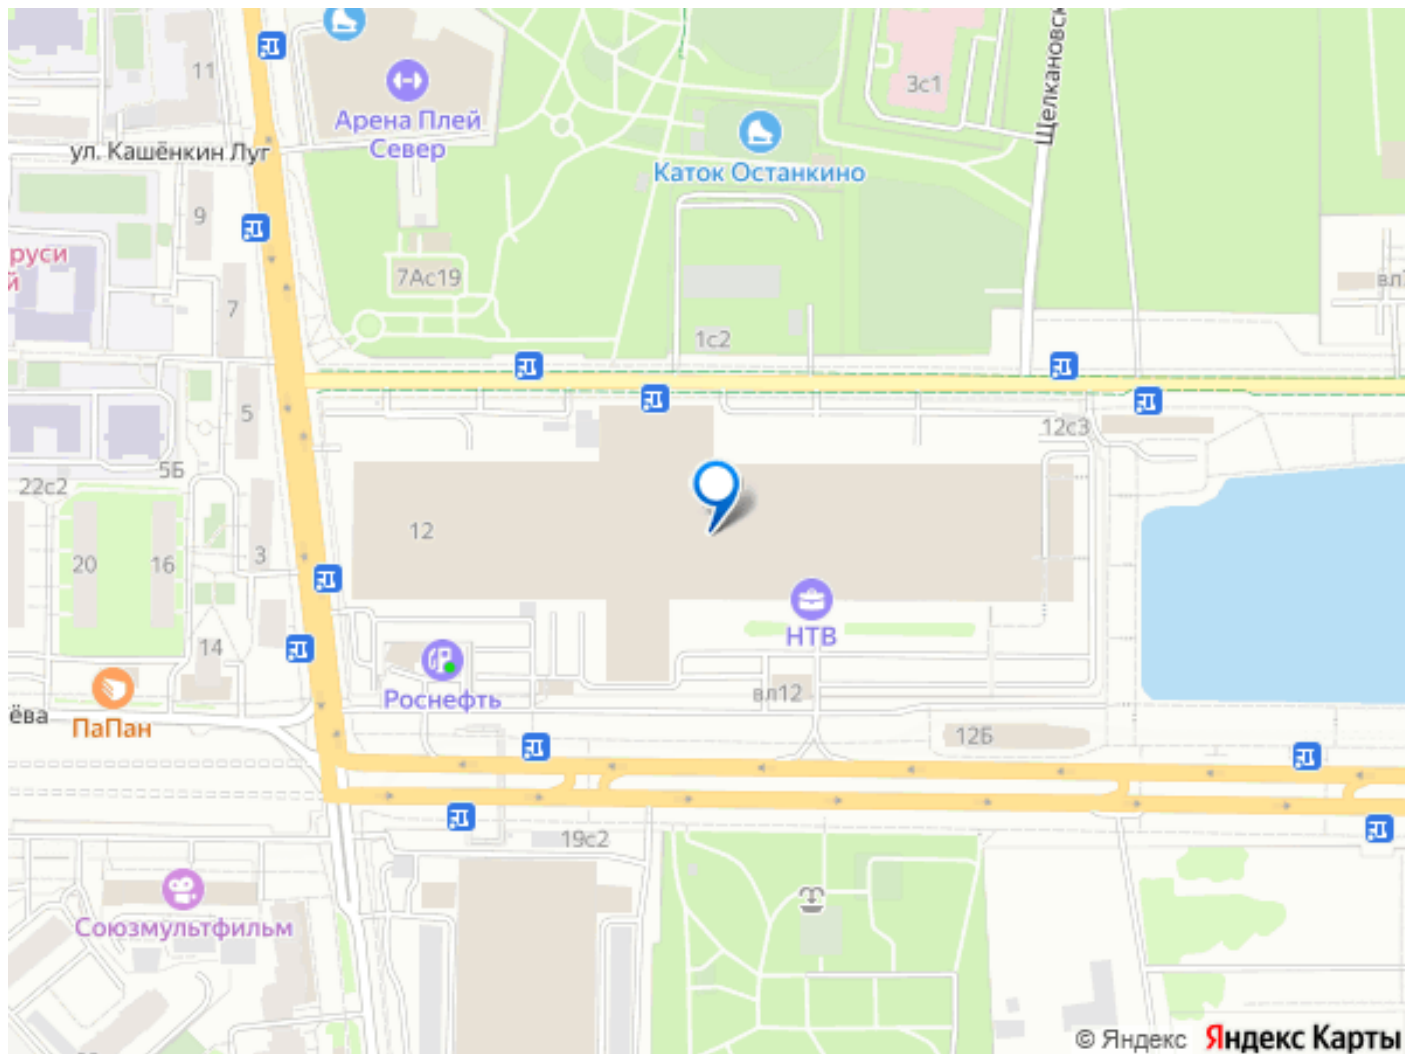 11
Арена Плей
Север
3с1
Щелкановск
ул. Кашёнкин Луг
Каток Останкино
9
руси
й
7Ас19
вл
7
1с2
5
12с3
5Б
22с2
12
3
20
16
НТВ
14
Роснефть
вл12
ёва
ПаПан
12Б
19с2
Союзмультфильм
© Яндекс Яндекс Карты